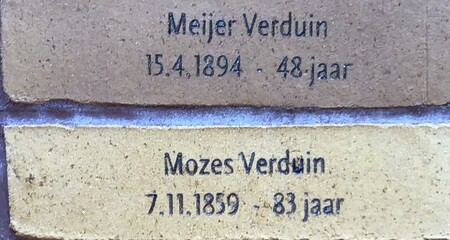 Meijer Verduin
15.4.1894 - 48 jaar
Mozes Verduin
7.11.1859 - 83 jaar